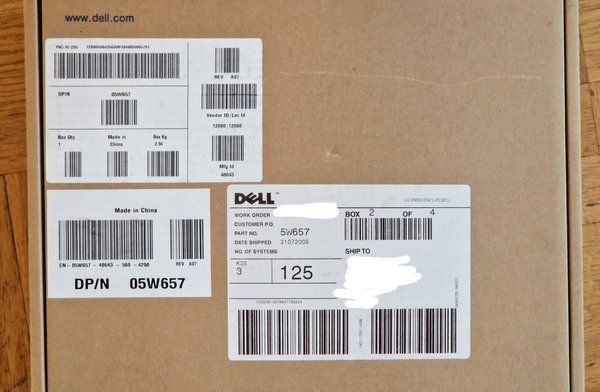 www.dell.com
PKG ID (3S)
REV A07
DP/N 05W657
Vendor ID/Loc Id
12800/12800
Box Qty Made in Box Kg
1 China 2.94
Mfg Id
48643
Made in China
CN-05W657-48643-569-4290 REV A07
DP/N 05W657
DELL™
WORK ORDER BOX 2 OF 4
CUSTOMER P.O.
PART NO. 5W657
DATE SHIPPED 21072005
NO. OF SYSTEMS SHIP TO
KGS
3 125